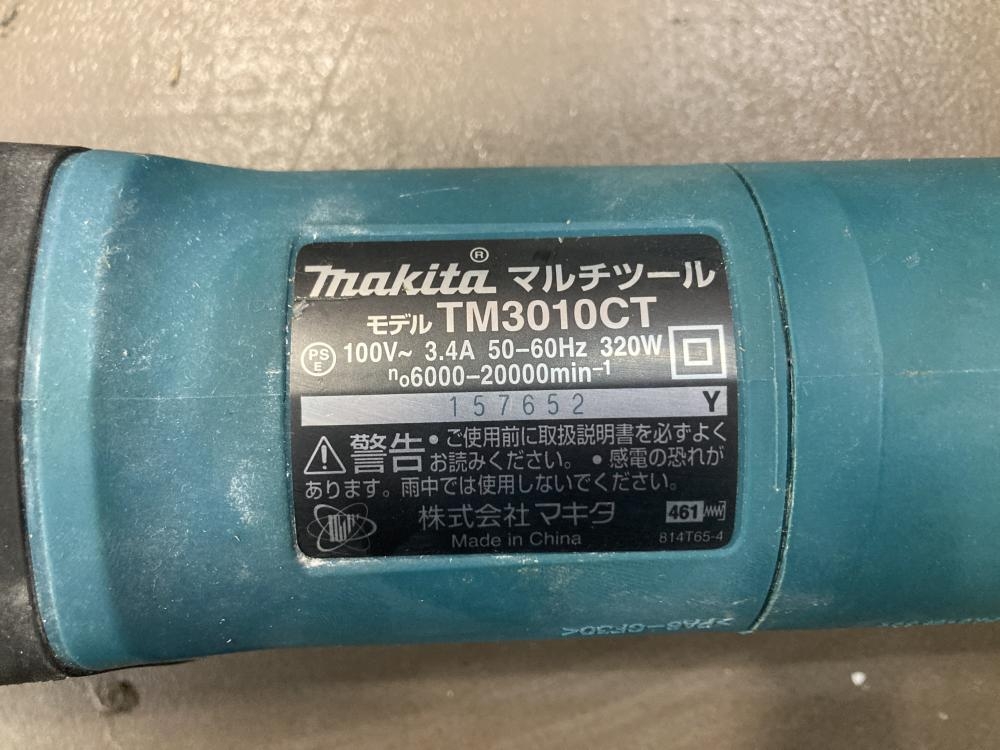 makita® マルチツール
モデル TM3010CT
PSE 100V~ 3.4A 50-60Hz 320W
n₀6000-20000min⁻¹
157652 Y
警告 • ご使用前に取扱説明書を必ずよく
お読みください。 • 感電の恐れが
あります。雨中では使用しないでください。
株式会社 マキタ 461
Made in China 814T65-4
>PA6-GF30<